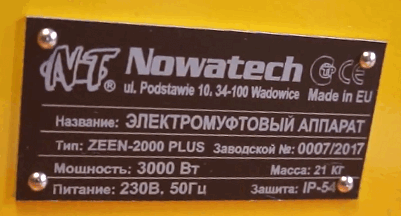 NT® Nowatech
ul. Podstawie 10, 34-100 Wadowice Made in EU
Название: ЭЛЕКТРОМУФТОВЫЙ АППАРАТ
Тип: ZEEN-2000 PLUS Заводской №: 0007/2017
Мощность: 3000 Вт Масса: 21 КГ
Питание: 230В, 50Гц Защита: IP-54